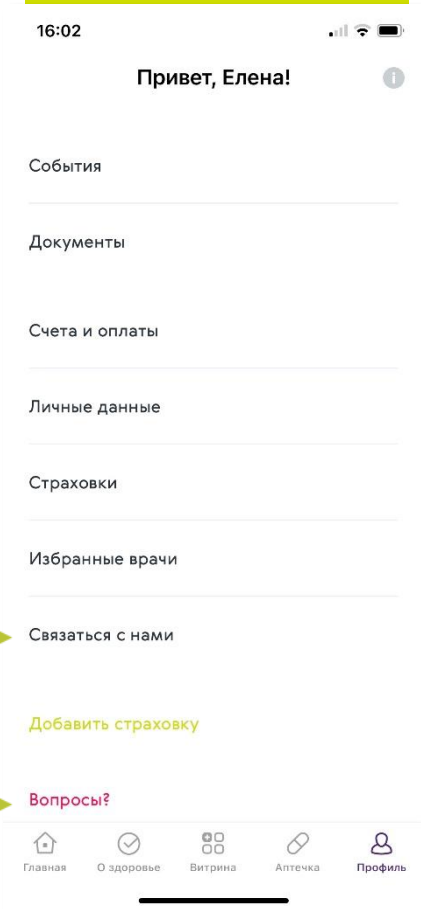 16:02
Привет, Елена!
События
Документы
Счета и оплаты
Личные данные
Страховки
Избранные врачи
Связаться с нами
Добавить страховку
Вопросы?
Главная О здоровье Витрина Аптечка Профиль